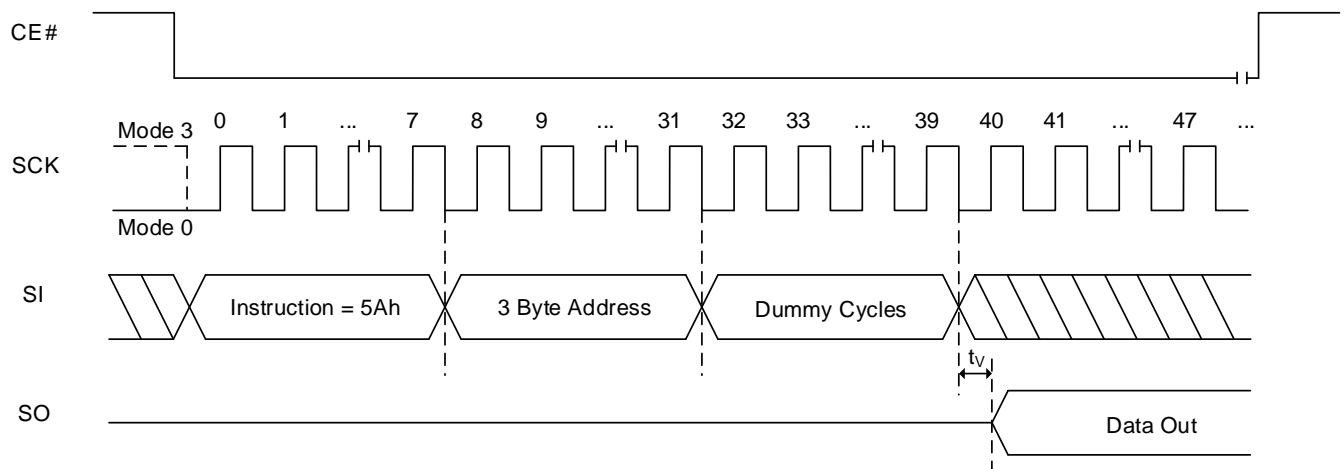 CE#
0 1 ... 7 8 9 ... 31 32 33 ... 39 40 41 ... 47 ...
Mode 3
SCK
Mode 0
SI
Instruction = 5Ah
3 Byte Address
Dummy Cycles
tV
SO
Data Out